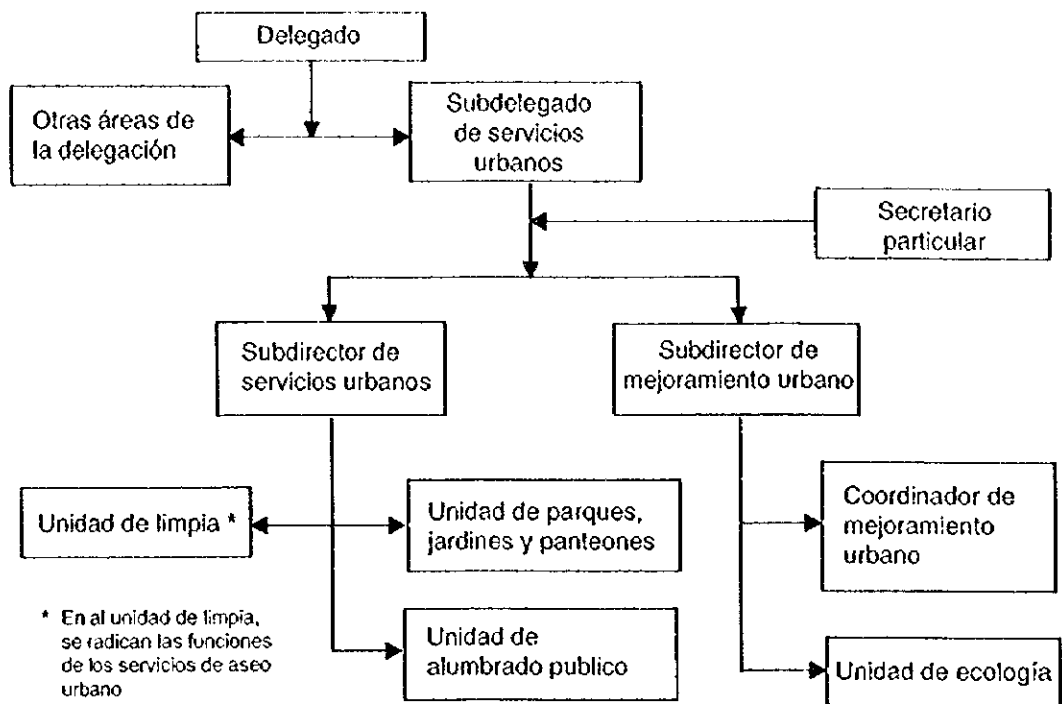 Delegado
Otras áreas de
la delegación
Subdelegado
de servicios
urbanos
Secretario
particular
Subdirector de
servicios urbanos
Subdirector de
mejoramiento urbano
Unidad de limpia *
Unidad de parques,
jardines y panteones
Coordinador de
mejoramiento
urbano
* En al unidad de limpia,
se radican las funciones
de los servicios de aseo
urbano
Unidad de
alumbrado publico
Unidad de ecología